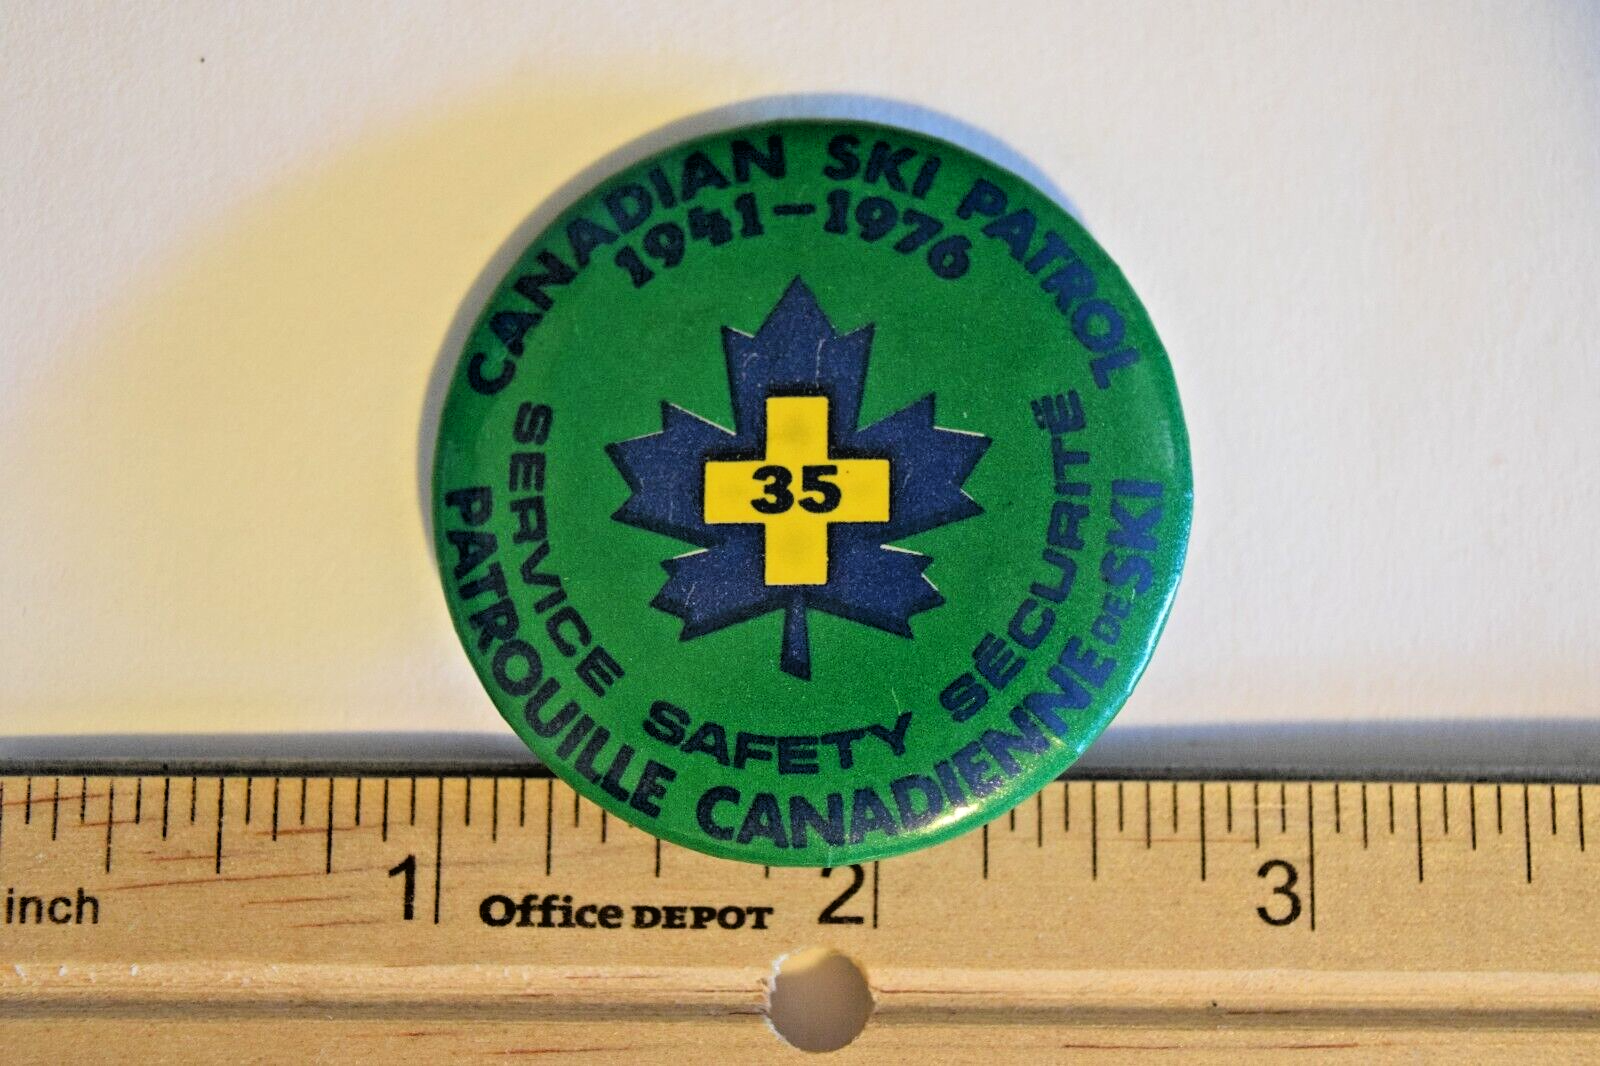 CANADIAN SKI PATROL
1941-1976
35
SERVICE SAFETY SÉCURITÉ
PATROUILLE CANADIENNE DE SKI
1 2 3
inch Office DEPOT